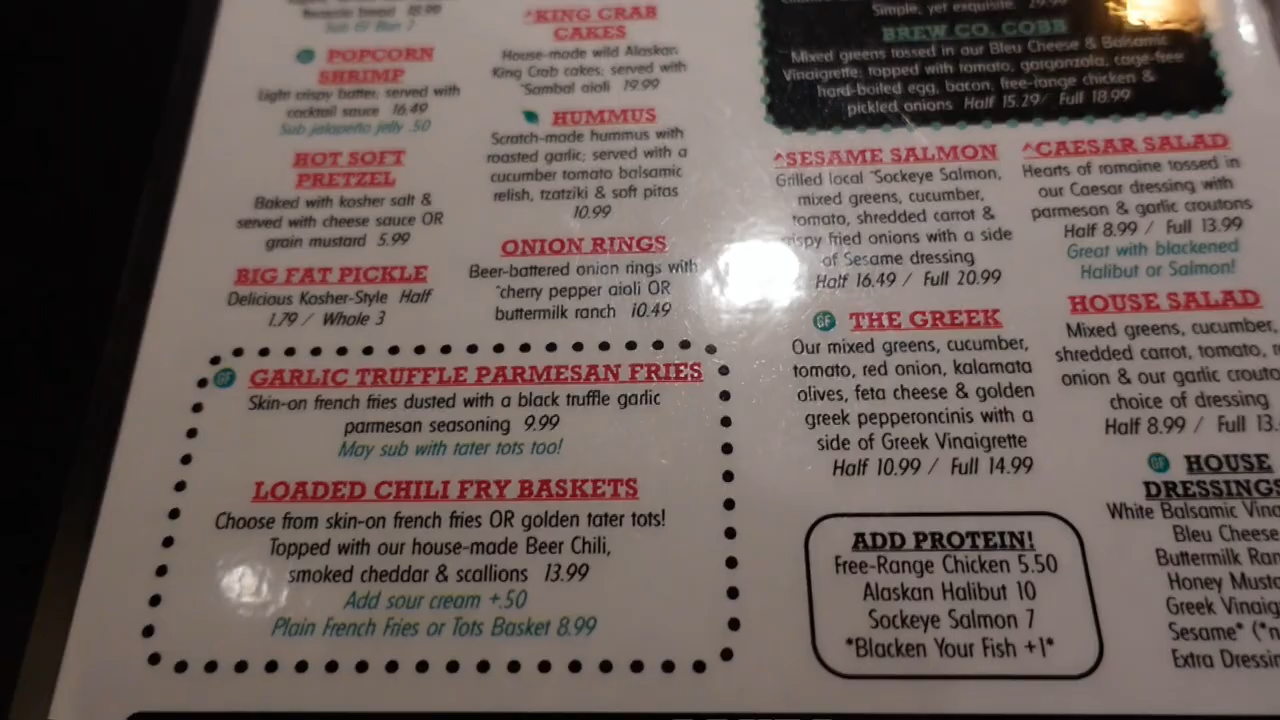 18.99
^KING CRAB
CAKES
House-made wild Alaskan
King Crab cakes; served with
*Sambal aioli 19.99
POPCORN
SHRIMP
Light crispy batter, served with
cocktail sauce 16.49
Sub jalapeño jelly .50
HUMMUS
Scratch-made hummus with
roasted garlic; served with a
cucumber tomato balsamic
relish, tzatziki & soft pitas
10.99
HOT SOFT
PRETZEL
Baked with kosher salt &
served with cheese sauce OR
grain mustard 5.99
ONION RINGS
Beer-battered onion rings with
*cherry pepper aioli OR
buttermilk ranch 10.49
BIG FAT PICKLE
Delicious Kosher-Style Half
1.79 / Whole 3
GF GARLIC TRUFFLE PARMESAN FRIES
Skin-on french fries dusted with a black truffle garlic
parmesan seasoning 9.99
May sub with tater tots too!
LOADED CHILI FRY BASKETS
Choose from skin-on french fries OR golden tater tots!
Topped with our house-made Beer Chili,
smoked cheddar & scallions 13.99
Add sour cream +.50
Plain French Fries or Tots Basket 8.99
Simple, yet exquisite. 29.99
BREW CO. COBB
Mixed greens tossed in our Bleu Cheese & Balsamic
Vinaigrette; topped with tomato, gorgonzola, cage-free
hard-boiled egg, bacon, free-range chicken &
pickled onions Half 15.29/ Full 18.99
^SESAME SALMON
Grilled local *Sockeye Salmon,
mixed greens, cucumber,
tomato, shredded carrot &
crispy fried onions with a side
of Sesame dressing
Half 16.49 / Full 20.99
^CAESAR SALAD
Hearts of romaine tossed in
our Caesar dressing with
parmesan & garlic croutons
Half 8.99 / Full 13.99
Great with blackened
Halibut or Salmon!
GF THE GREEK
Our mixed greens, cucumber,
tomato, red onion, kalamata
olives, feta cheese & golden
greek pepperoncinis with a
side of Greek Vinaigrette
Half 10.99 / Full 14.99
HOUSE SALAD
Mixed greens, cucumber,
shredded carrot, tomato, r
onion & our garlic crouto
choice of dressing
Half 8.99 / Full 13.
GF HOUSE
DRESSINGS
White Balsamic Vina
Bleu Cheese
Buttermilk Ran
Honey Musta
Greek Vinaig
Sesame* (*n
Extra Dressin
ADD PROTEIN!
Free-Range Chicken 5.50
Alaskan Halibut 10
Sockeye Salmon 7
*Blacken Your Fish +1*